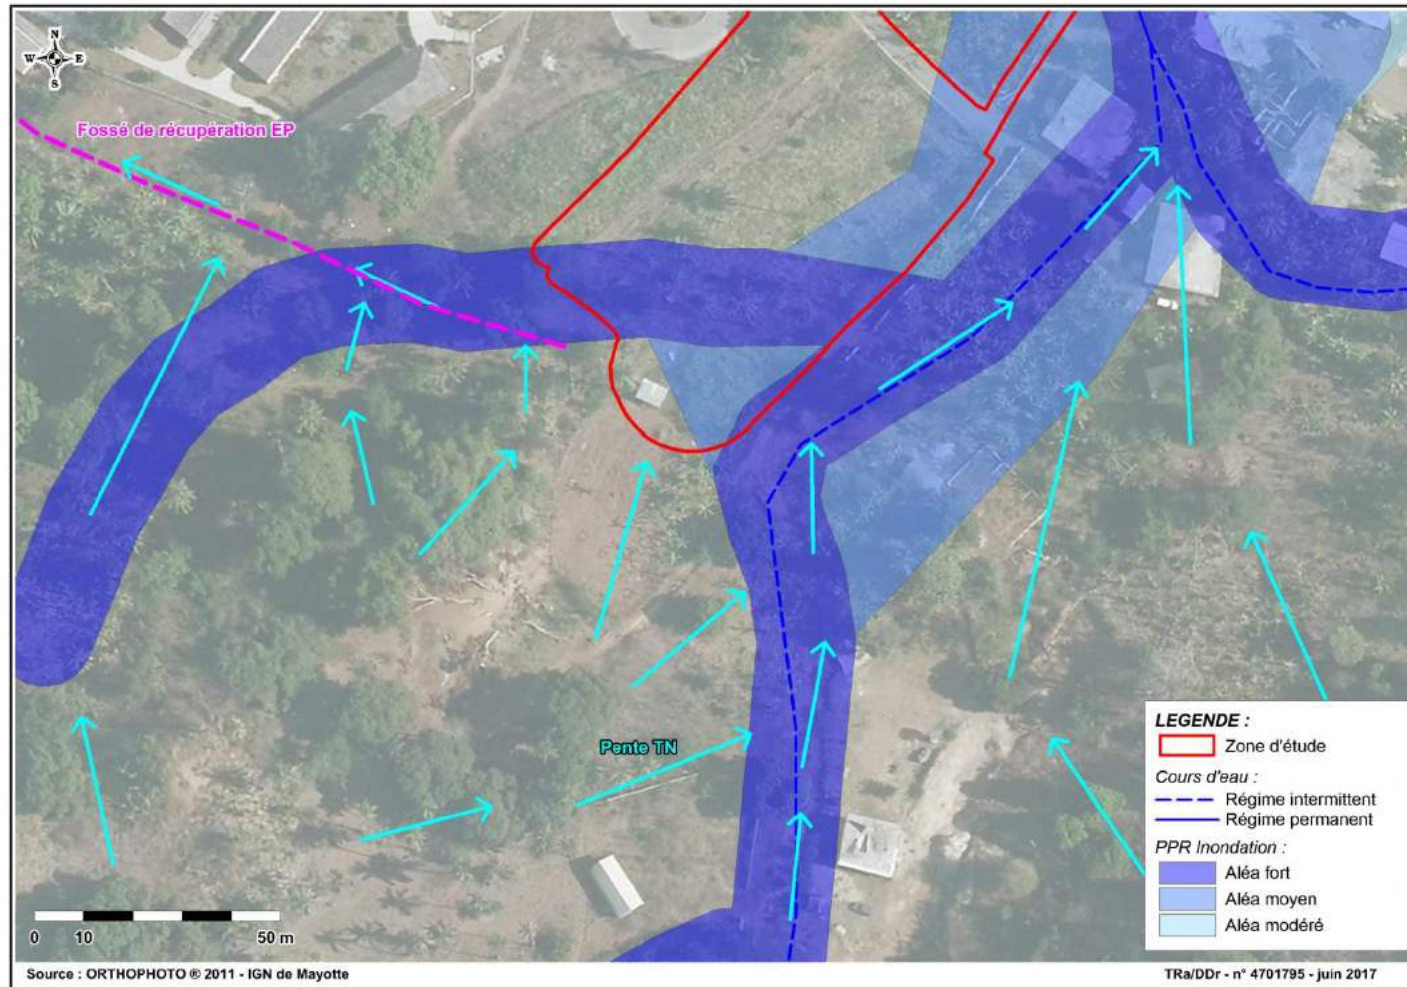 N
W E
S
Fossé de récupération EP
Pente TN
LEGENDE :
Zone d'étude
Cours d'eau :
Régime intermittent
Régime permanent
PPR Inondation :
Aléa fort
Aléa moyen
Aléa modéré
0 10 50 m
Source : ORTHOPHOTO ® 2011 - IGN de Mayotte
TRa/DDr - n° 4701795 - juin 2017